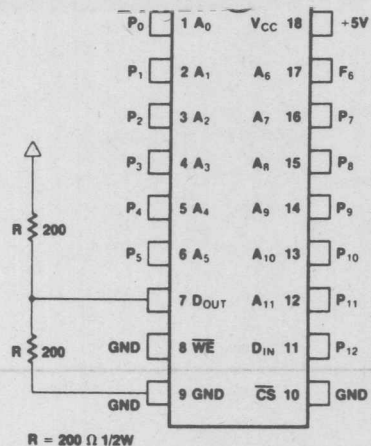 P0 1 A0 VCC 18 +5V
P1 2 A1 A6 17 F6
P2 3 A2 A7 16 P7
P3 4 A3 A8 15 P8
R 200 P4 5 A4 A9 14 P9
P5 6 A5 A10 13 P10
7 DOUT A11 12 P11
R 200 GND 8 WE DIN 11 P12
GND 9 GND CS 10 GND
R = 200 Ω 1/2W